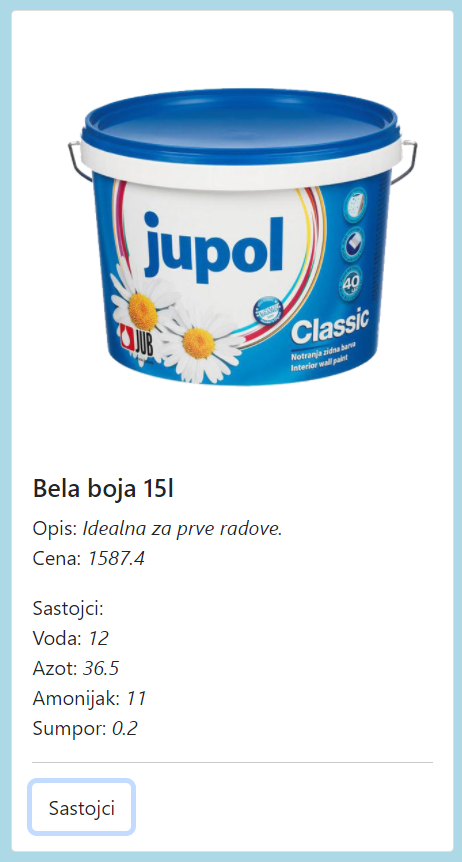 jupol
40
Classic
JUB
Notranja zidna barva
Interior wall paint
Bela boja 15l
Opis: Idealna za prve radove.
Cena: 1587.4
Sastojci:
Voda: 12
Azot: 36.5
Amonijak: 11
Sumpor: 0.2
Sastojci